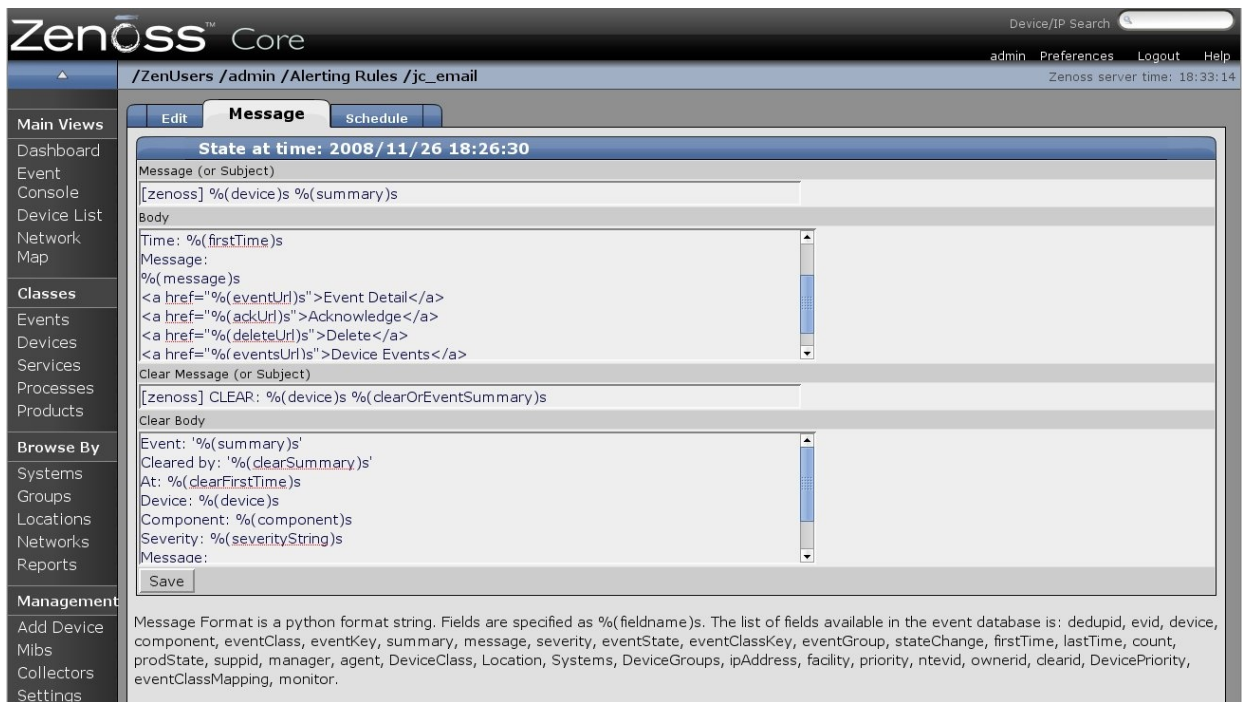 Zenoss™ Core
Device/IP Search
admin Preferences Logout Help
/ZenUsers /admin /Alerting Rules /jc_email
Zenoss server time: 18:33:14
Main Views
Dashboard
Event
Console
Device List
Network
Map
Classes
Events
Devices
Services
Processes
Products
Browse By
Systems
Groups
Locations
Networks
Reports
Management
Add Device
Mibs
Collectors
Settings
Edit Message Schedule
State at time: 2008/11/26 18:26:30
Message (or Subject)
[zenoss] %(device)s %(summary)s
Body
Time: %(firstTime)s
Message:
%(message)s
<a href="%(eventUrl)s">Event Detail</a>
<a href="%(ackUrl)s">Acknowledge</a>
<a href="%(deleteUrl)s">Delete</a>
<a href="%(eventsUrl)s">Device Events</a>
Clear Message (or Subject)
[zenoss] CLEAR: %(device)s %(clearOrEventSummary)s
Clear Body
Event: '%(summary)s'
Cleared by: '%(clearSummary)s'
At: %(clearFirstTime)s
Device: %(device)s
Component: %(component)s
Severity: %(severityString)s
Message:
Save
Message Format is a python format string. Fields are specified as %(fieldname)s. The list of fields available in the event database is: dedupid, evid, device,
component, eventClass, eventKey, summary, message, severity, eventState, eventClassKey, eventGroup, stateChange, firstTime, lastTime, count,
prodState, suppid, manager, agent, DeviceClass, Location, Systems, DeviceGroups, ipAddress, facility, priority, ntevid, ownerid, clearid, DevicePriority,
eventClassMapping, monitor.